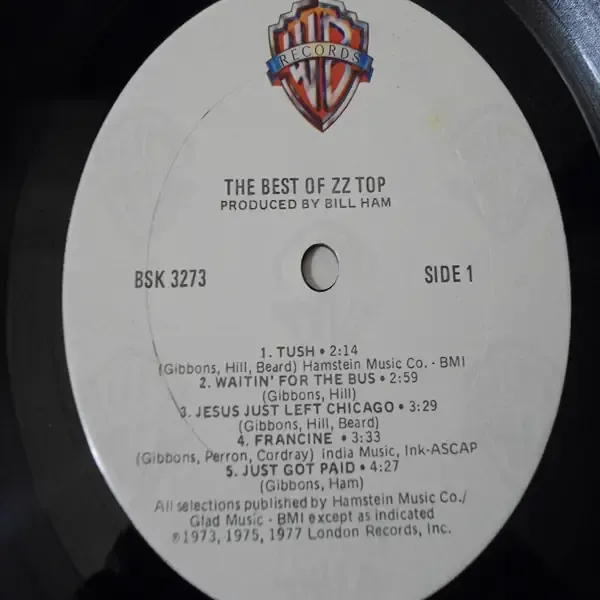 WB
RECORDS
THE BEST OF ZZ TOP
PRODUCED BY BILL HAM
BSK 3273
SIDE 1
1. TUSH • 2:14
(Gibbons, Hill, Beard) Hamstein Music Co. - BMI
2. WAITIN' FOR THE BUS • 2:59
(Gibbons, Hill)
3. JESUS JUST LEFT CHICAGO • 3:29
(Gibbons, Hill, Beard)
4. FRANCINE • 3:33
(Gibbons, Perron, Cordray) India Music, Ink-ASCAP
5. JUST GOT PAID • 4:27
(Gibbons, Ham)
All selections published by Hamstein Music Co./
Glad Music - BMI except as indicated
℗1973, 1975, 1977 London Records, Inc.